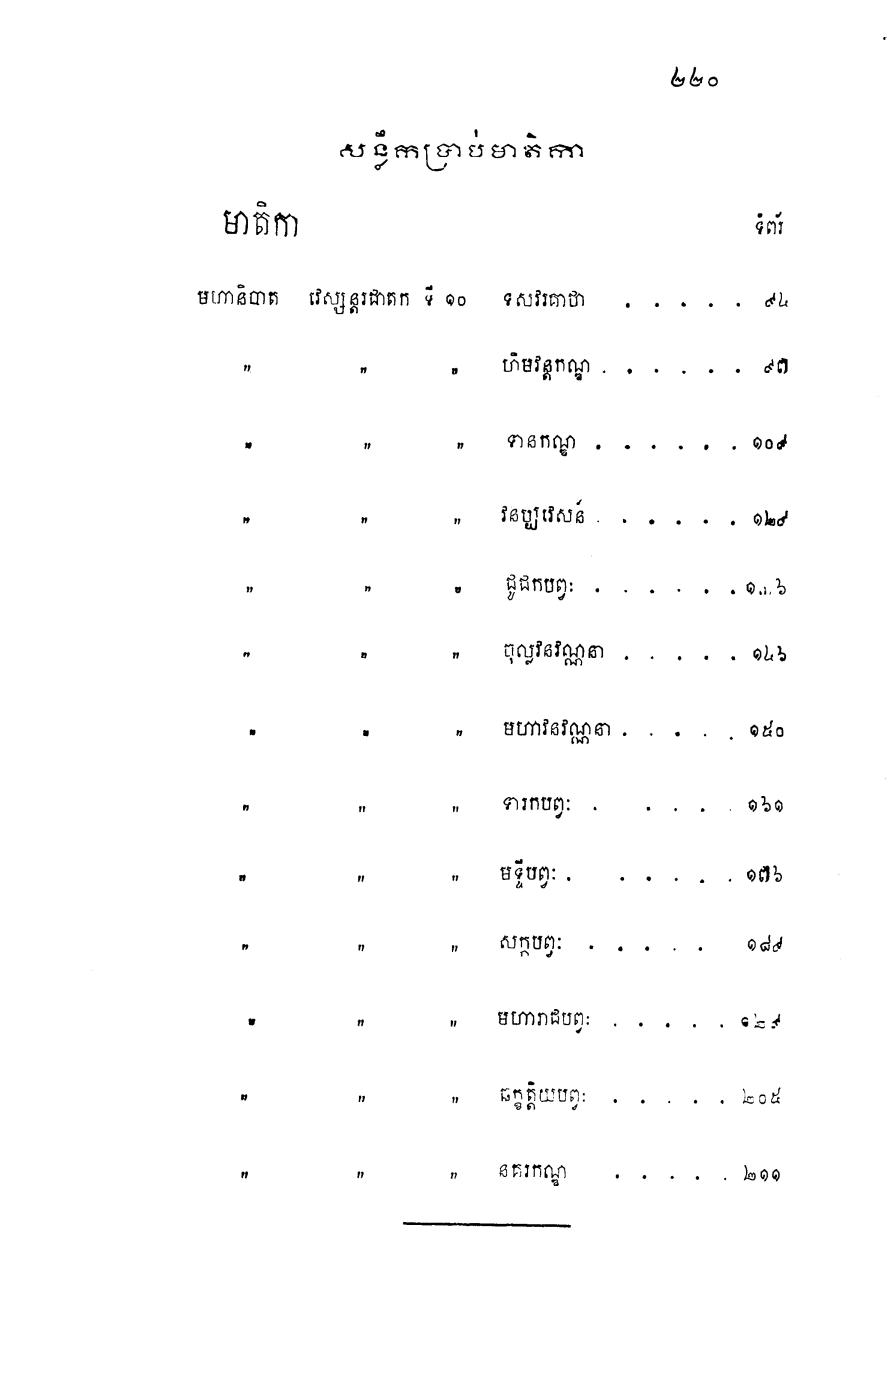 ២២០
សន្លឹកប្រាប់មាតិកា
មាតិកា ទំព័រ
មហានិបាត វេស្សន្តរជាតក ទី ១០ ទសវរគាថា . . . . . ៩៤
" " " ហិមវន្តកណ្ឌ . . . . . . ៩៧
" " " ទានកណ្ឌ . . . . . . ១០៩
" " " វនប្បវេសន៍ . . . . . . ១២៩
" " " ជូជកបព្វៈ . . . . . .
" " " ចុល្លវនវណ្ណនា . . . . . ១៤៦
" " " មហាវនវណ្ណនា . . . . . ១៥០
" " " ទារកបព្វៈ . . . . . ១៦១
" " " មទ្ទីបព្វៈ . . . . . . ១៧៦
" " " សក្កបព្វៈ . . . . . ១៨៩
" " " មហារាជបព្វៈ . . . . .
" " " ឆក្ខត្តិយបព្វៈ . . . . . ២០៥
" " " នគរកណ្ឌ . . . . . ២១១